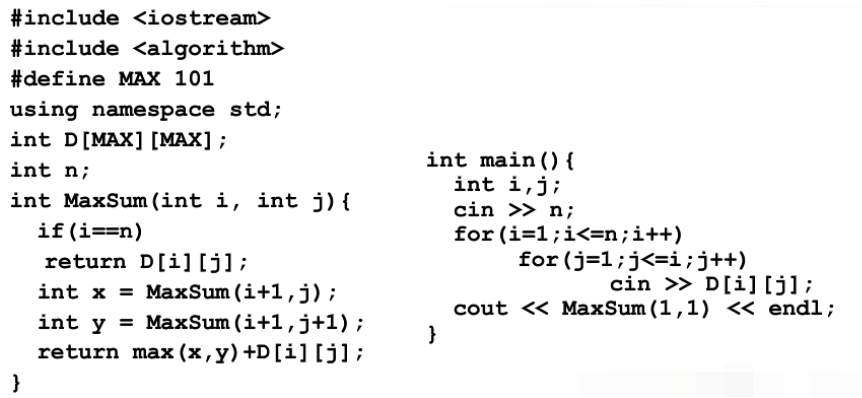 #include <iostream>
#include <algorithm>
#define MAX 101
using namespace std;
int D[MAX][MAX];
int n;
int MaxSum(int i, int j){
if(i==n)
return D[i][j];
int x = MaxSum(i+1,j);
int y = MaxSum(i+1,j+1);
return max(x,y)+D[i][j];
}
int main(){
int i,j;
cin >> n;
for(i=1;i<=n;i++)
for(j=1;j<=i;j++)
cin >> D[i][j];
cout << MaxSum(1,1) << endl;
}